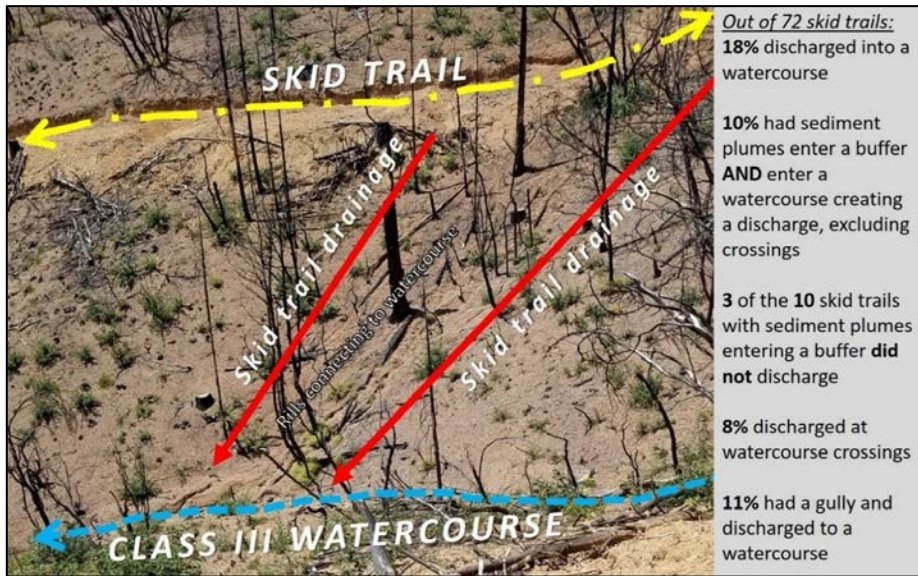 SKID TRAIL
Skid trail drainage
Rills connecting to watercourse
Skid trail drainage
CLASS III WATERCOURSE
Out of 72 skid trails:
18% discharged into a
watercourse
10% had sediment
plumes enter a buffer
AND enter a
watercourse creating
a discharge, excluding
crossings
3 of the 10 skid trails
with sediment plumes
entering a buffer did
not discharge
8% discharged at
watercourse crossings
11% had a gully and
discharged to a
watercourse